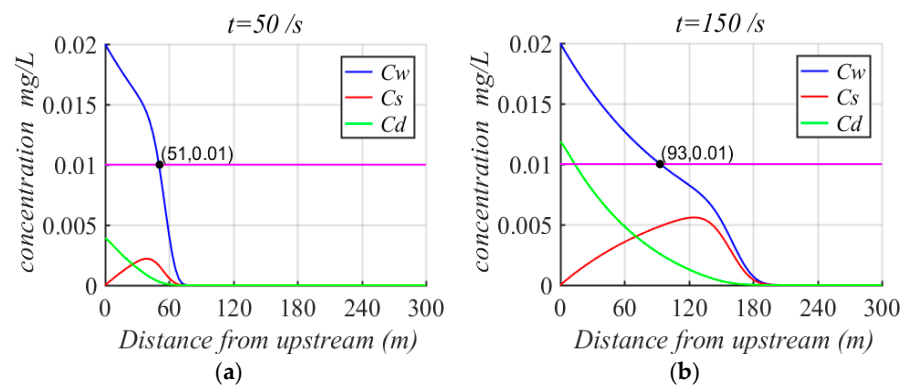 t=50 /s
concentration mg/L
0.02
0.015
0.01
0.005
0
Cw
Cs
Cd
(51,0.01)
0 60 120 180 240 300
Distance from upstream (m)
(a)
t=150 /s
concentration mg/L
0.02
0.015
0.01
0.005
0
Cw
Cs
Cd
(93,0.01)
0 60 120 180 240 300
Distance from upstream (m)
(b)